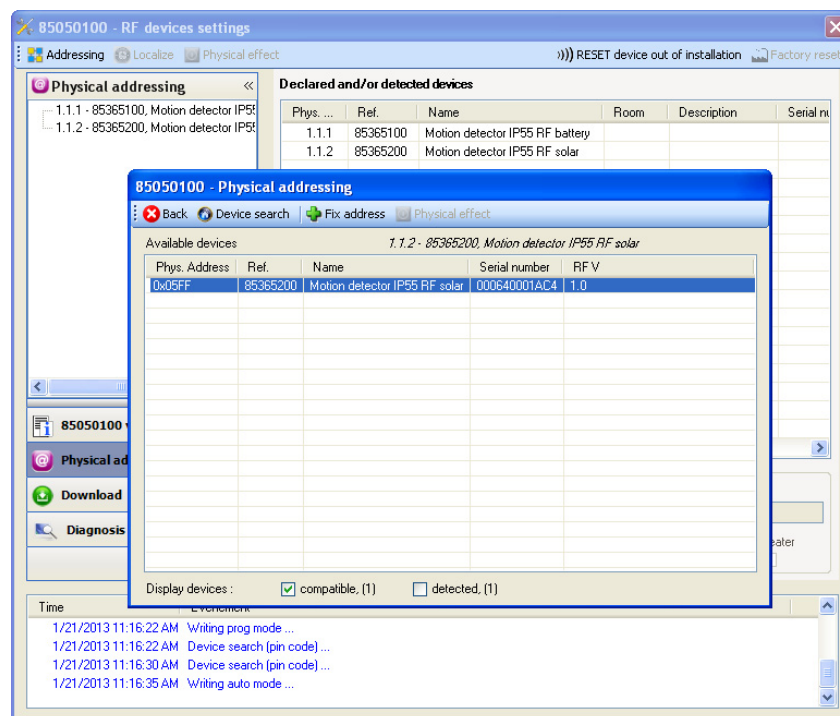 85050100 - RF devices settings
Addressing Localize Physical effect ))) RESET device out of installation Factory reset
Physical addressing «
1.1.1 - 85365100, Motion detector IP55
1.1.2 - 85365200, Motion detector IP55
Declared and/or detected devices
Phys. ... Ref. Name Room Description Serial nu
1.1.1 85365100 Motion detector IP55 RF battery
1.1.2 85365200 Motion detector IP55 RF solar
85050100 - Physical addressing
Back Device search Fix address Physical effect
Available devices 1.1.2 - 85365200, Motion detector IP55 RF solar
Phys. Address Ref. Name Serial number RF V
0x05FF 85365200 Motion detector IP55 RF solar 000640001AC4 1.0
Display devices : compatible, (1) detected, (1)
85050100
Physical ad
Download
Diagnosis
eater
Time
1/21/2013 11:16:22 AM Writing prog mode ...
1/21/2013 11:16:22 AM Device search (pin code) ...
1/21/2013 11:16:30 AM Device search (pin code) ...
1/21/2013 11:16:35 AM Writing auto mode ...